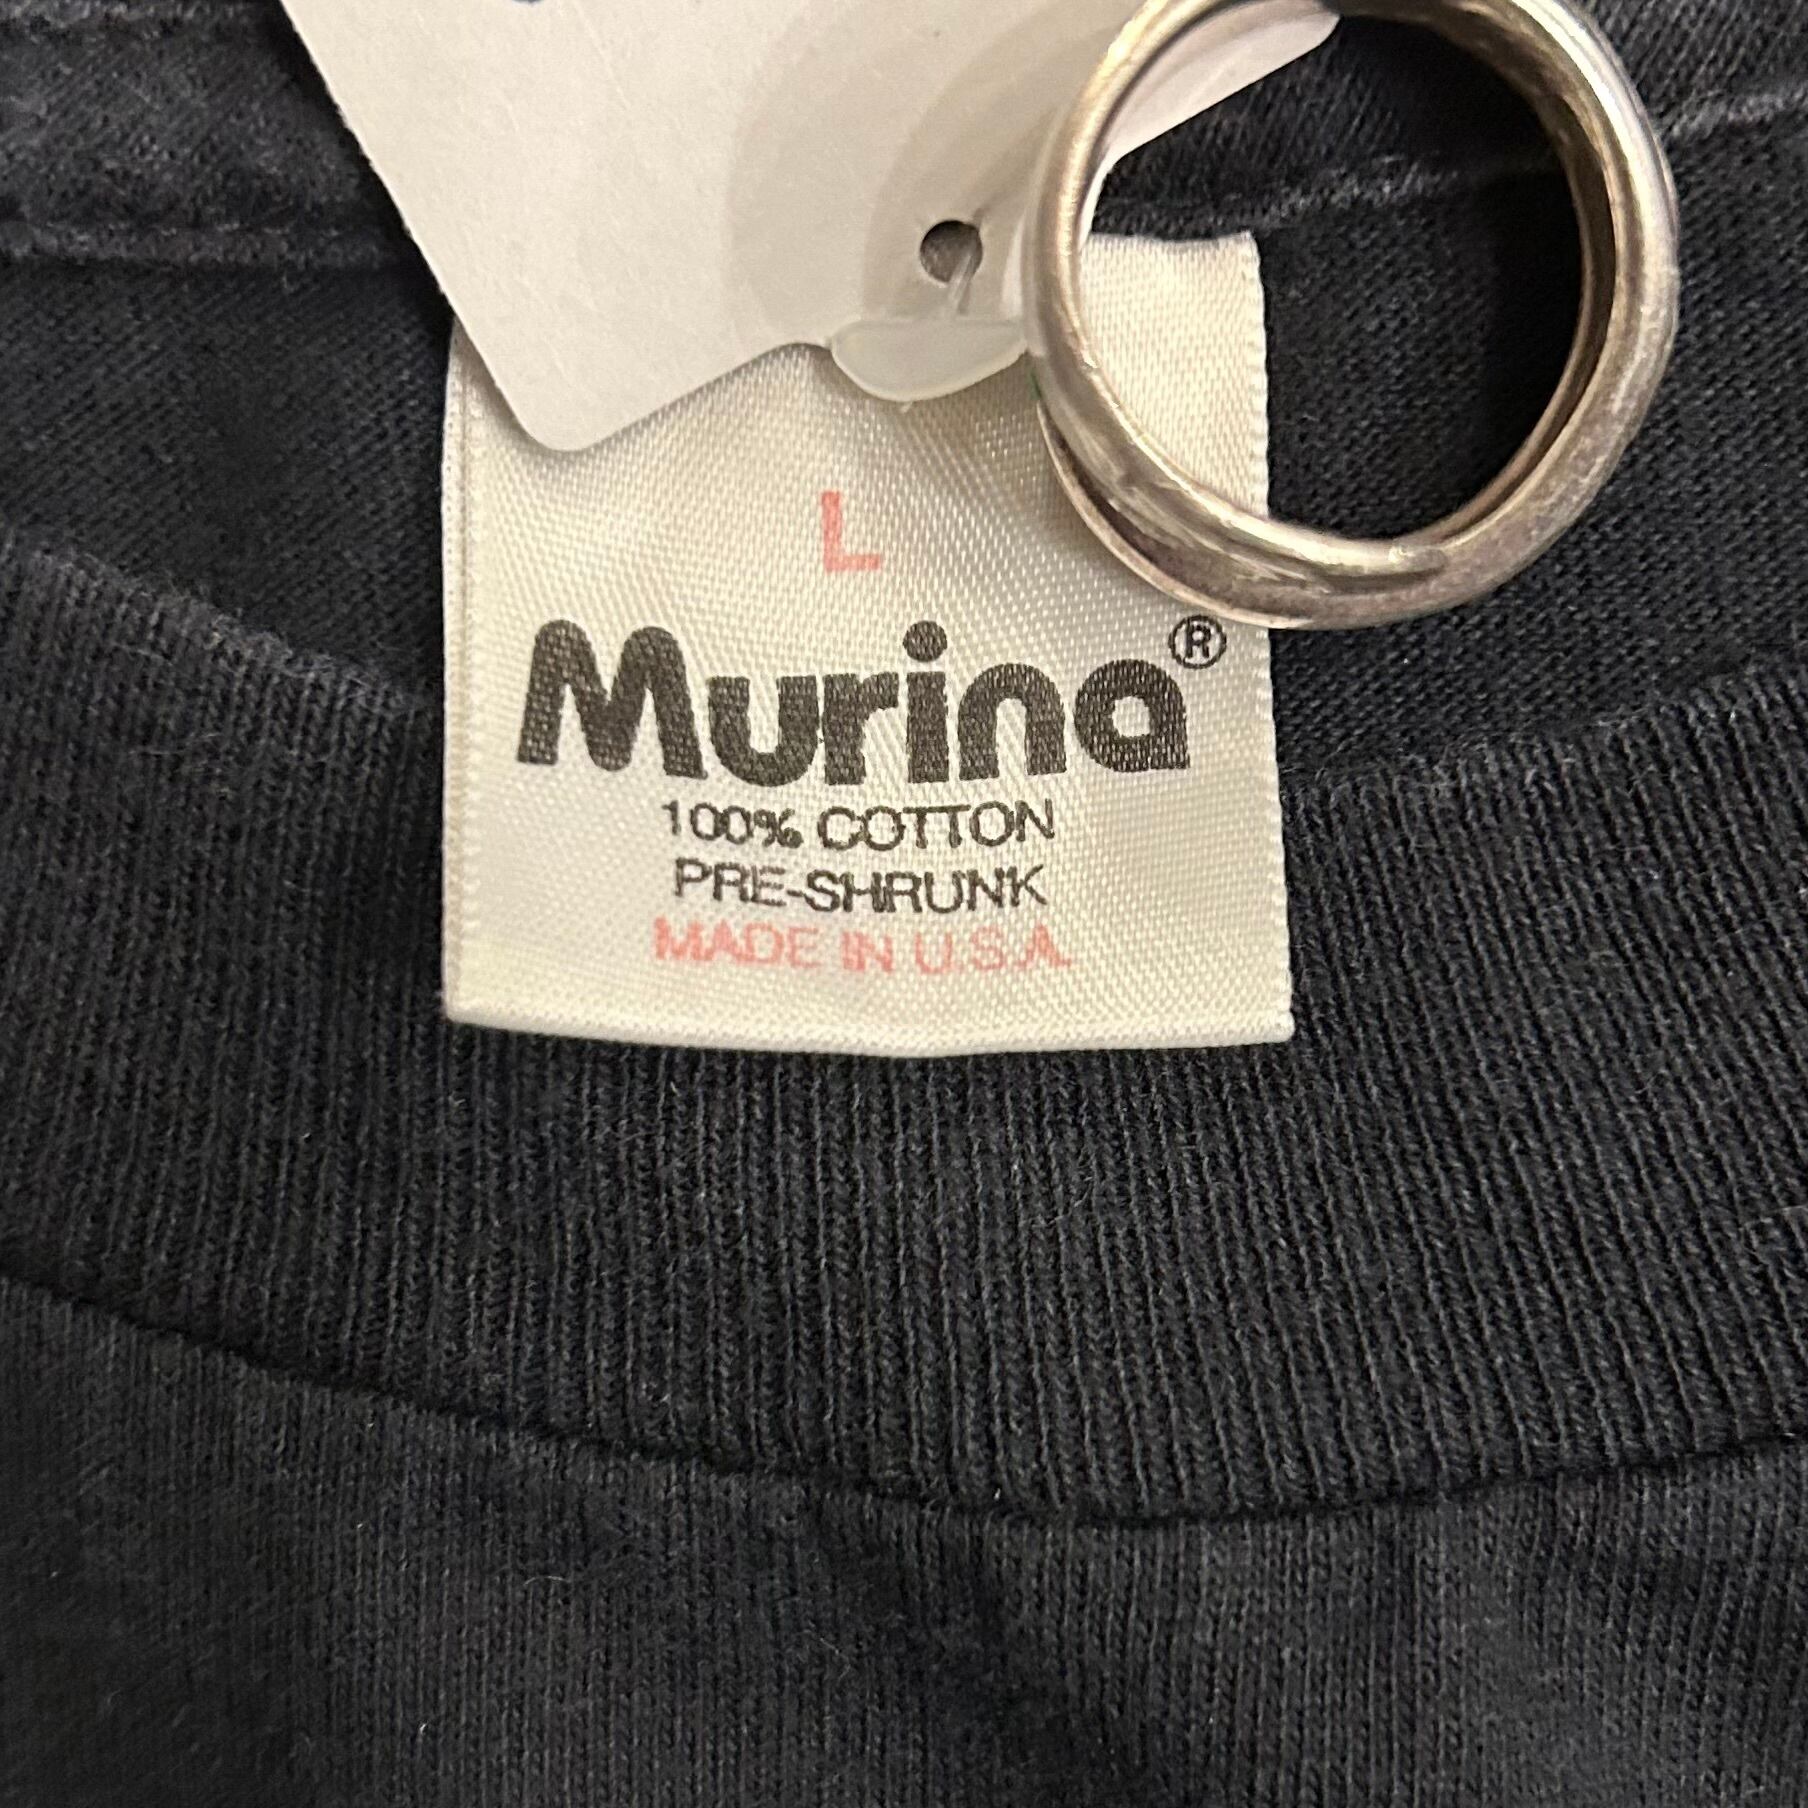 L
Murina®
100% COTTON
PRE-SHRUNK
MADE IN U.S.A.